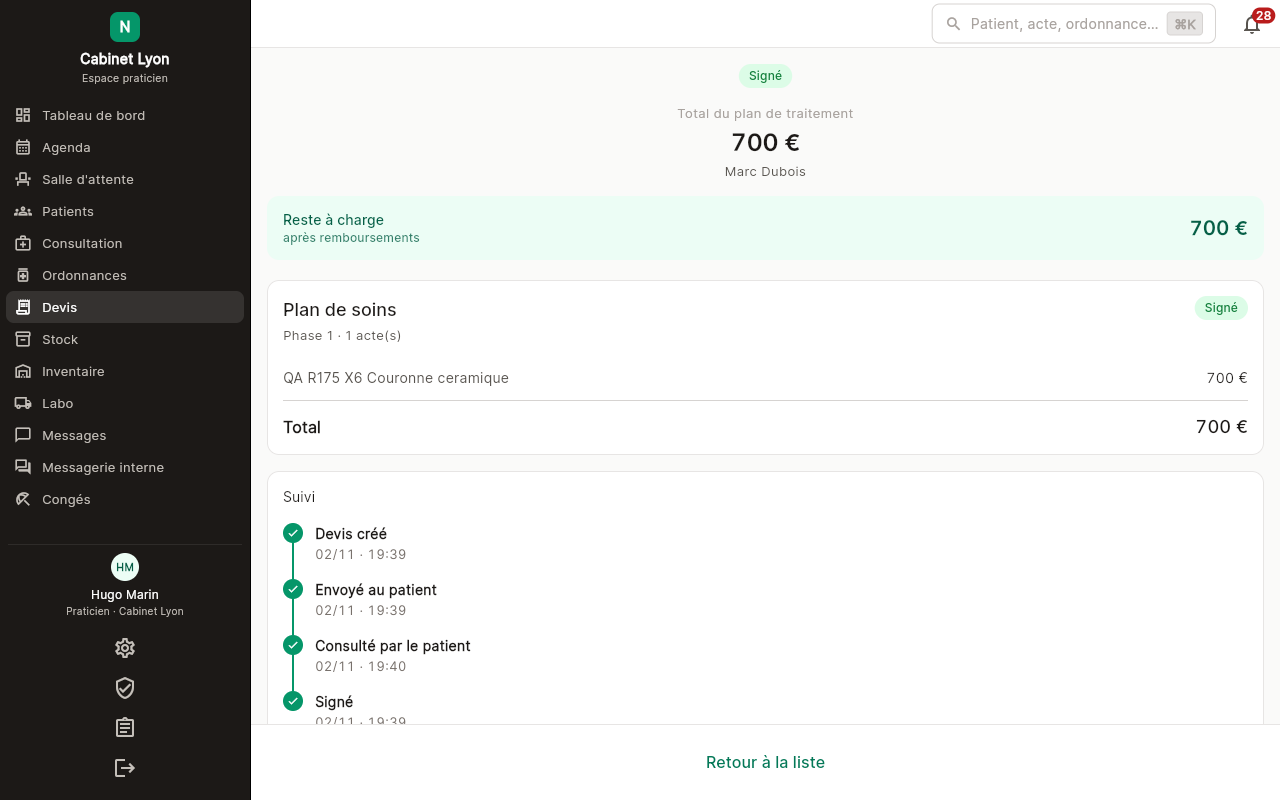 N
Cabinet Lyon
Espace praticien
Tableau de bord
Agenda
Salle d'attente
Patients
Consultation
Ordonnances
Devis
Stock
Inventaire
Labo
Messages
Messagerie interne
Congés
HM
Hugo Marin
Praticien · Cabinet Lyon
Patient, acte, ordonnance... ⌘K
28
Signé
Total du plan de traitement
700 €
Marc Dubois
Reste à charge
après remboursements
700 €
Plan de soins
Signé
Phase 1 · 1 acte(s)
QA R175 X6 Couronne ceramique
700 €
Total
700 €
Suivi
Devis créé
02/11 · 19:39
Envoyé au patient
02/11 · 19:39
Consulté par le patient
02/11 · 19:40
Signé
02/11 · 19:39
Retour à la liste